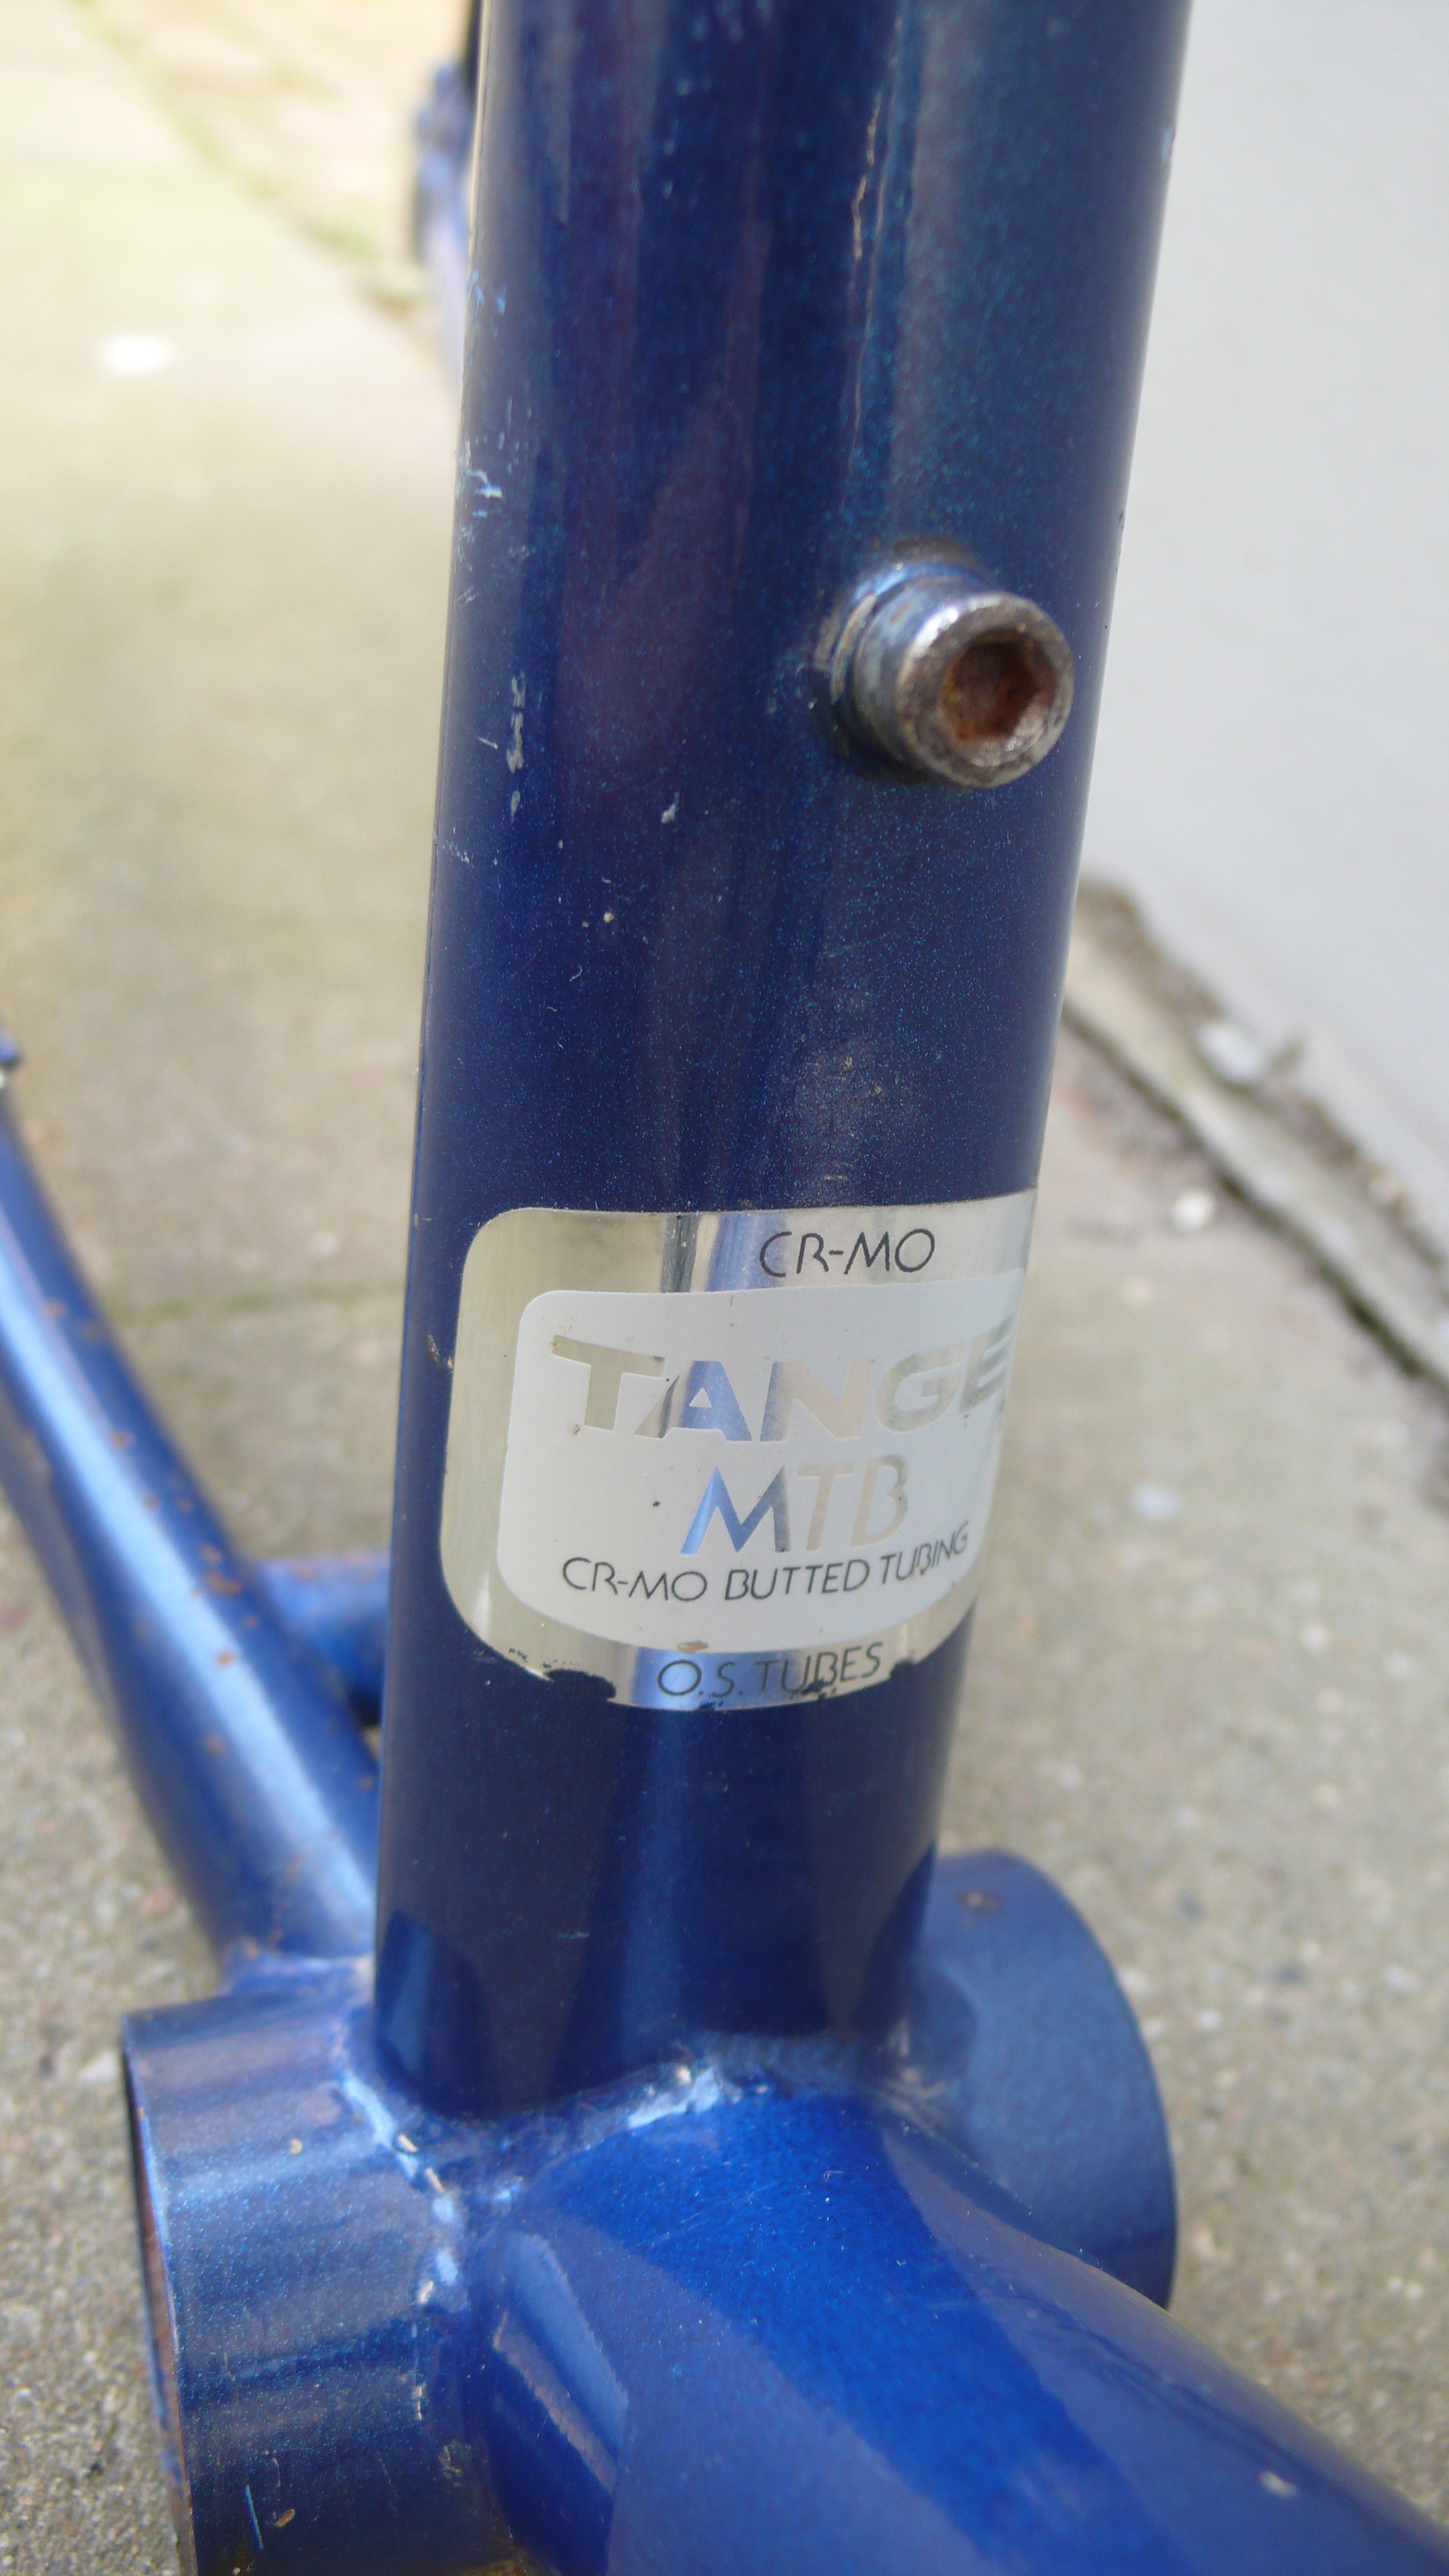 CR-MO
TANGE
MTB
CR-MO BUTTED TUBING
O.S. TUBES